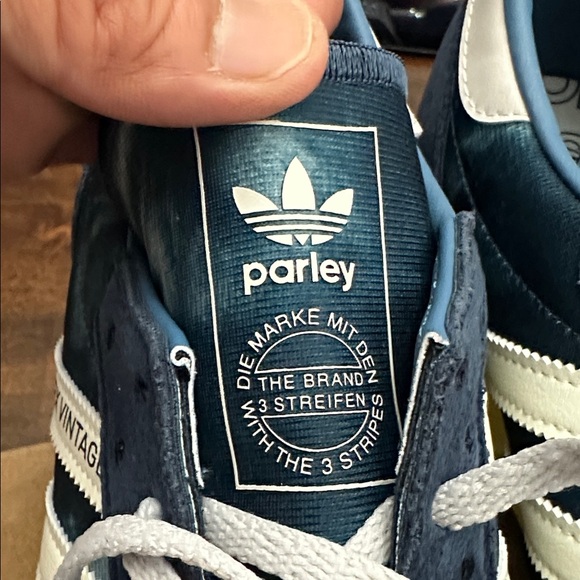 parley
DIE MARKE MIT DEN
THE BRAND
3 STREIFEN
WITH THE 3 STRIPES
VINTAGE